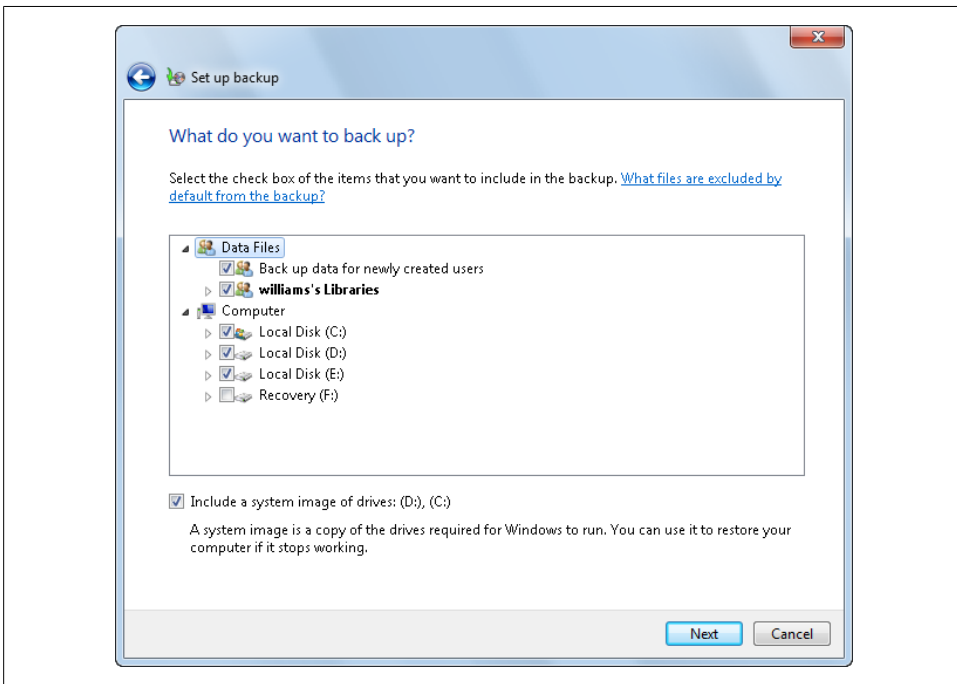 Set up backup
What do you want to back up?
Select the check box of the items that you want to include in the backup. What files are excluded by
default from the backup?
Data Files
Back up data for newly created users
williams's Libraries
Computer
Local Disk (C:)
Local Disk (D:)
Local Disk (E:)
Recovery (F:)
Include a system image of drives: (D:), (C:)
A system image is a copy of the drives required for Windows to run. You can use it to restore your
computer if it stops working.
Next
Cancel